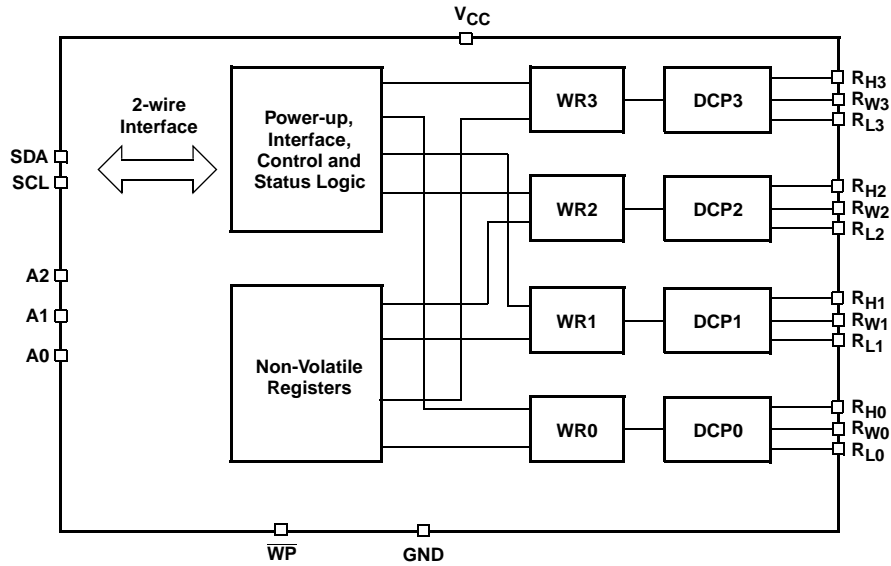 VCC
2-wire
Interface
SDA
SCL
A2
A1
A0
Power-up,
Interface,
Control and
Status Logic
Non-Volatile
Registers
WR3
DCP3
RH3
RW3
RL3
WR2
DCP2
RH2
RW2
RL2
WR1
DCP1
RH1
RW1
RL1
WR0
DCP0
RH0
RW0
RL0
W̅P̅
GND